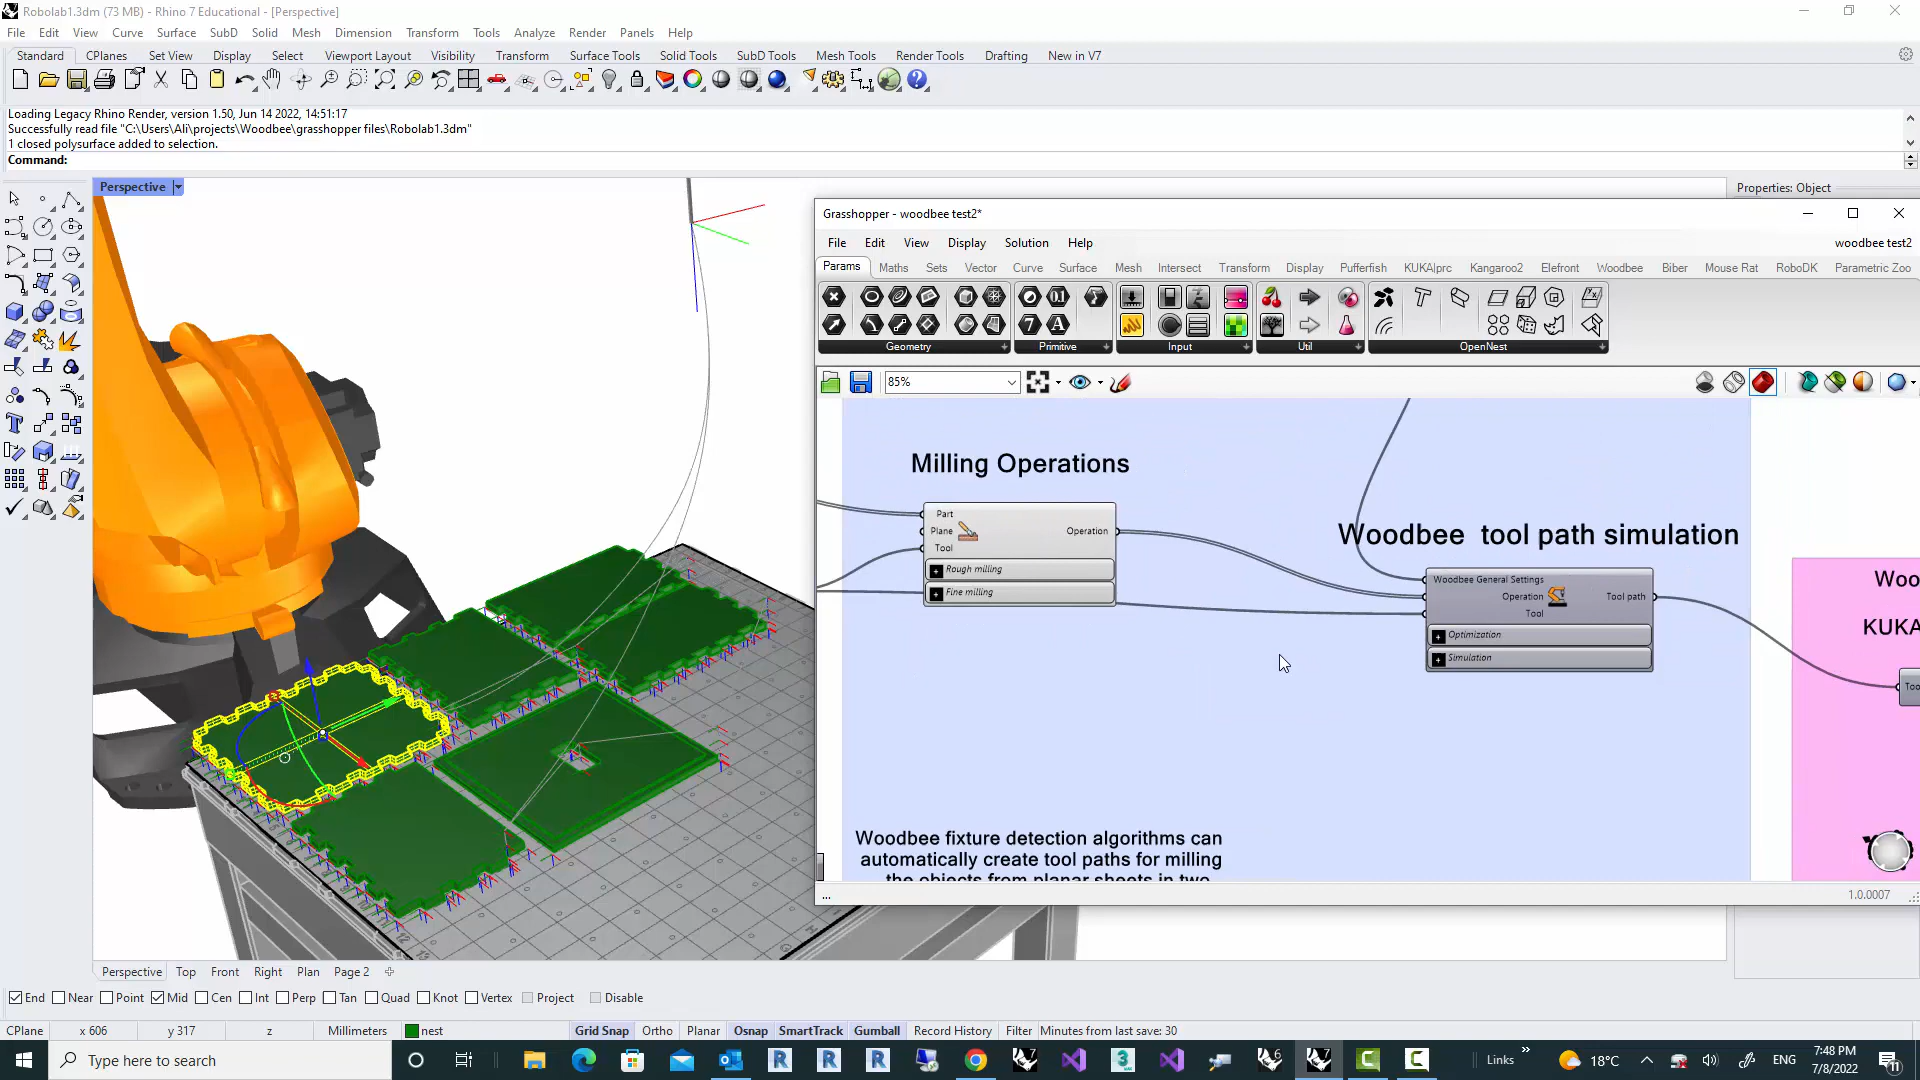 Robolab1.3dm (73 MB) - Rhino 7 Educational - [Perspective]
File Edit View Curve Surface SubD Solid Mesh Dimension Transform Tools Analyze Render Panels Help
Standard CPlanes Set View Display Select Viewport Layout Visibility Transform Surface Tools Solid Tools SubD Tools Mesh Tools Render Tools Drafting New in V7
Loading Legacy Rhino Render, version 1.50, Jun 14 2022, 14:51:17
Successfully read file "C:\Users\Ali\projects\Woodbee\grasshopper files\Robolab1.3dm"
1 closed polysurface added to selection.
Command:
Perspective
Properties: Object
Grasshopper - woodbee test2*
File Edit View Display Solution Help
woodbee test2
Params Maths Sets Vector Curve Surface Mesh Intersect Transform Display Pufferfish KUKA|prc Kangaroo2 Elefront Woodbee Biber Mouse Rat RoboDK Parametric Zoo
Geometry Primitive Input Util OpenNest
85%
Milling Operations
Part
Plane
Tool
Operation
Rough milling
Fine milling
Woodbee tool path simulation
Woodbee General Settings
Operation
Tool
Tool path
Optimization
Simulation
Woo
KUKA
Too
Woodbee fixture detection algorithms can
automatically create tool paths for milling
the objects from planar sheets in two
...
1.0.0007
Perspective Top Front Right Plan Page 2
End Near Point Mid Cen Int Perp Tan Quad Knot Vertex Project Disable
CPlane x 606 y 317 z Millimeters nest Grid Snap Ortho Planar Osnap SmartTrack Gumball Record History Filter Minutes from last save: 30
Type here to search
Links
18°C
ENG
7:48 PM
7/8/2022